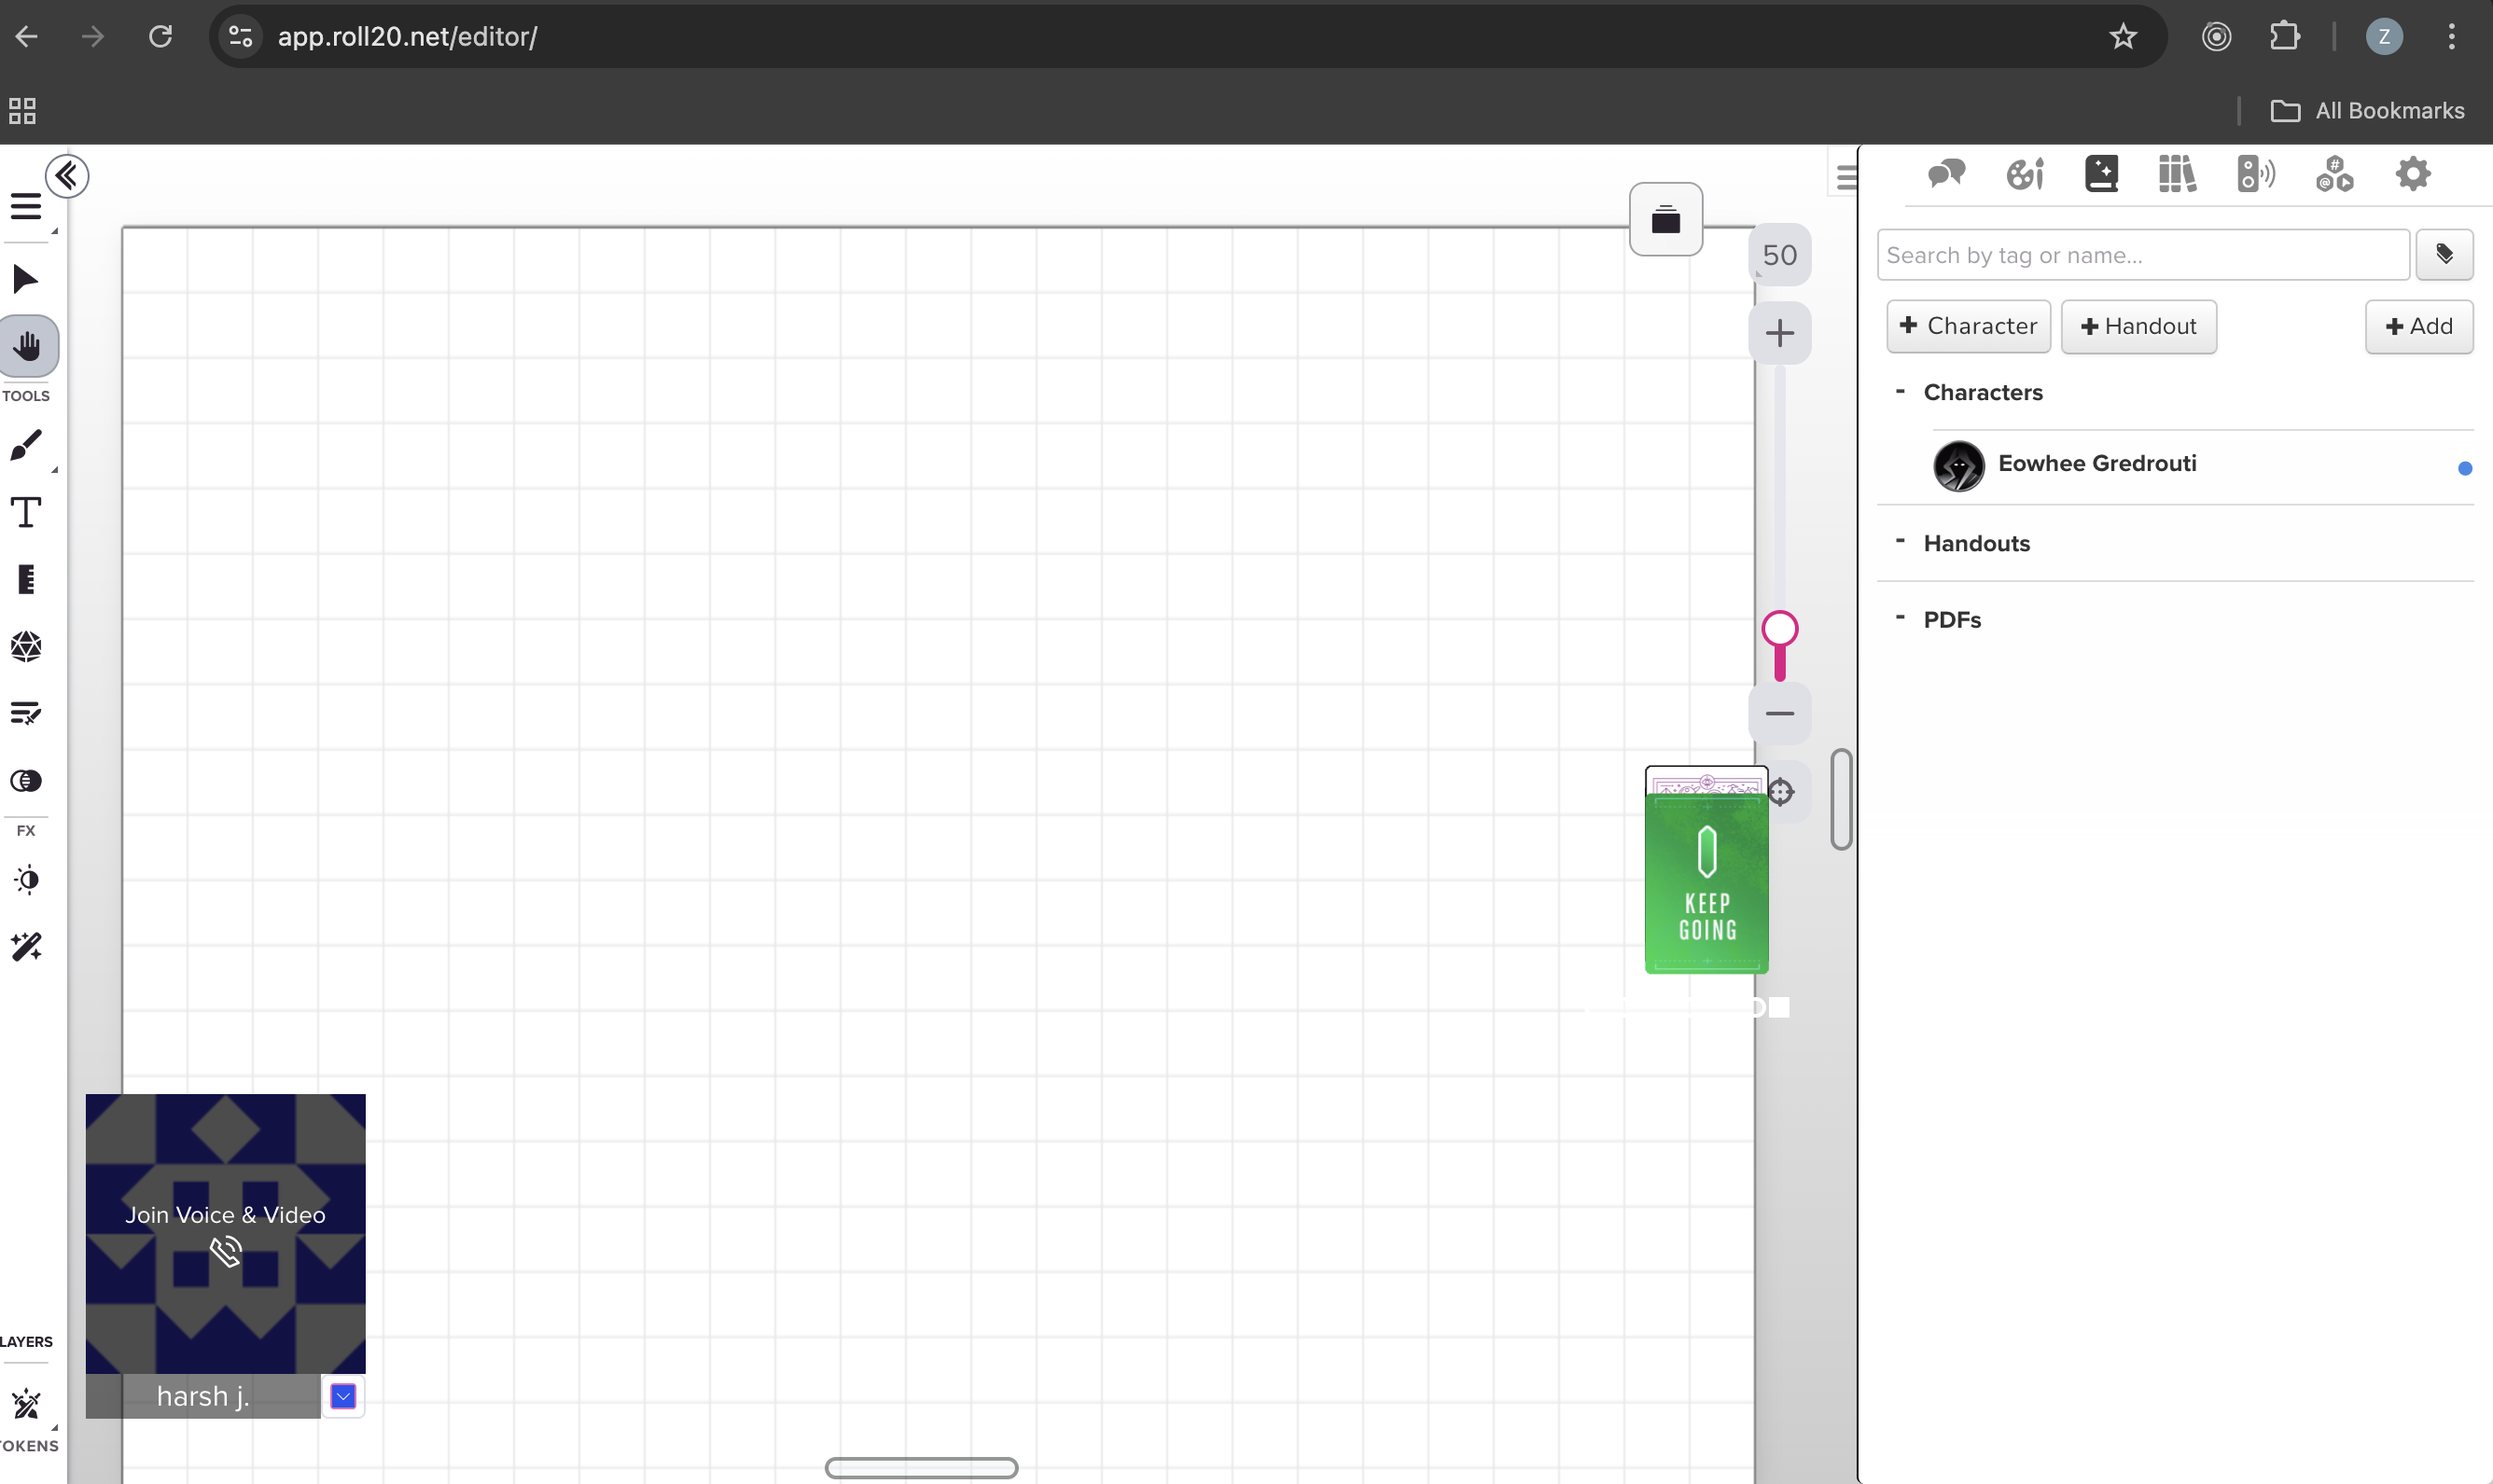 app.roll20.net/editor/
Z
All Bookmarks
50
Search by tag or name...
Character
Handout
Add
TOOLS
Characters
Eowhee Gredrouti
Handouts
PDFs
FX
KEEP
GOING
Join Voice & Video
LAYERS
harsh j.
TOKENS